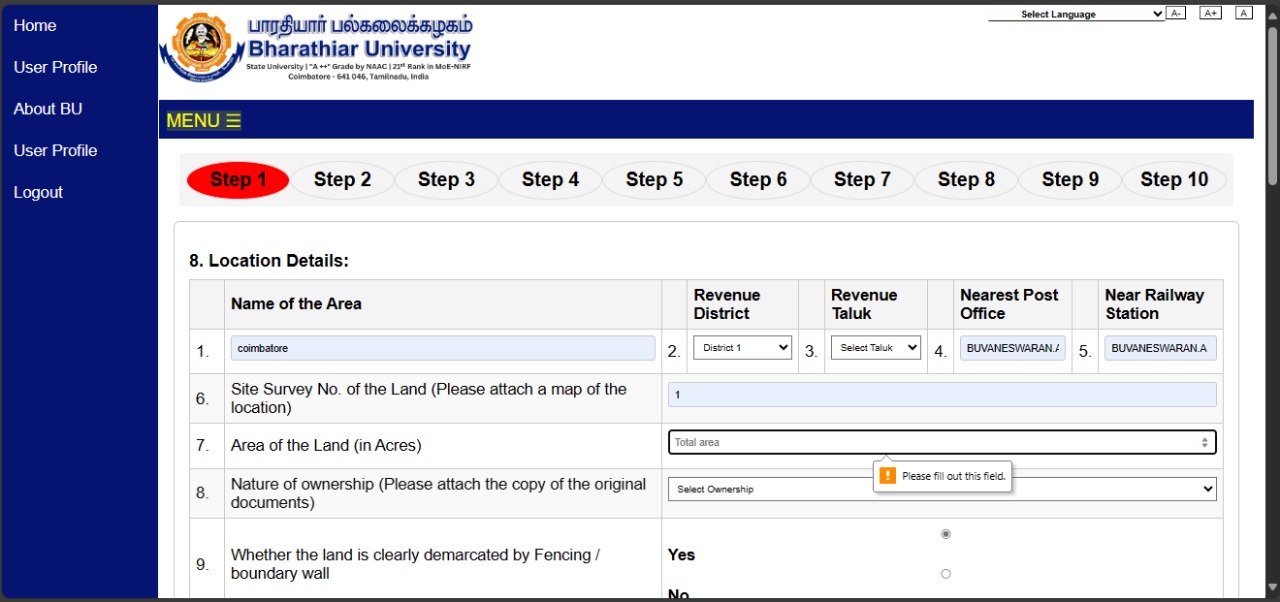 Home
User Profile
About BU
User Profile
Logout
பாரதியார் பல்கலைக்கழகம்
Bharathiar University
State University | "A ++" Grade by NAAC | 21st Rank in MoE-NIRF
Coimbatore - 641 046, Tamilnadu, India
Select Language A- A+ A
MENU ☰
Step 1 Step 2 Step 3 Step 4 Step 5 Step 6 Step 7 Step 8 Step 9 Step 10
8. Location Details:
Name of the Area
Revenue District
Revenue Taluk
Nearest Post Office
Near Railway Station
1. coimbatore 2. District 1 3. Select Taluk 4. BUVANESWARAN.A 5. BUVANESWARAN.A
6. Site Survey No. of the Land (Please attach a map of the location) 1
7. Area of the Land (in Acres) Total area
Please fill out this field.
8. Nature of ownership (Please attach the copy of the original documents) Select Ownership
9. Whether the land is clearly demarcated by Fencing / boundary wall
Yes
No